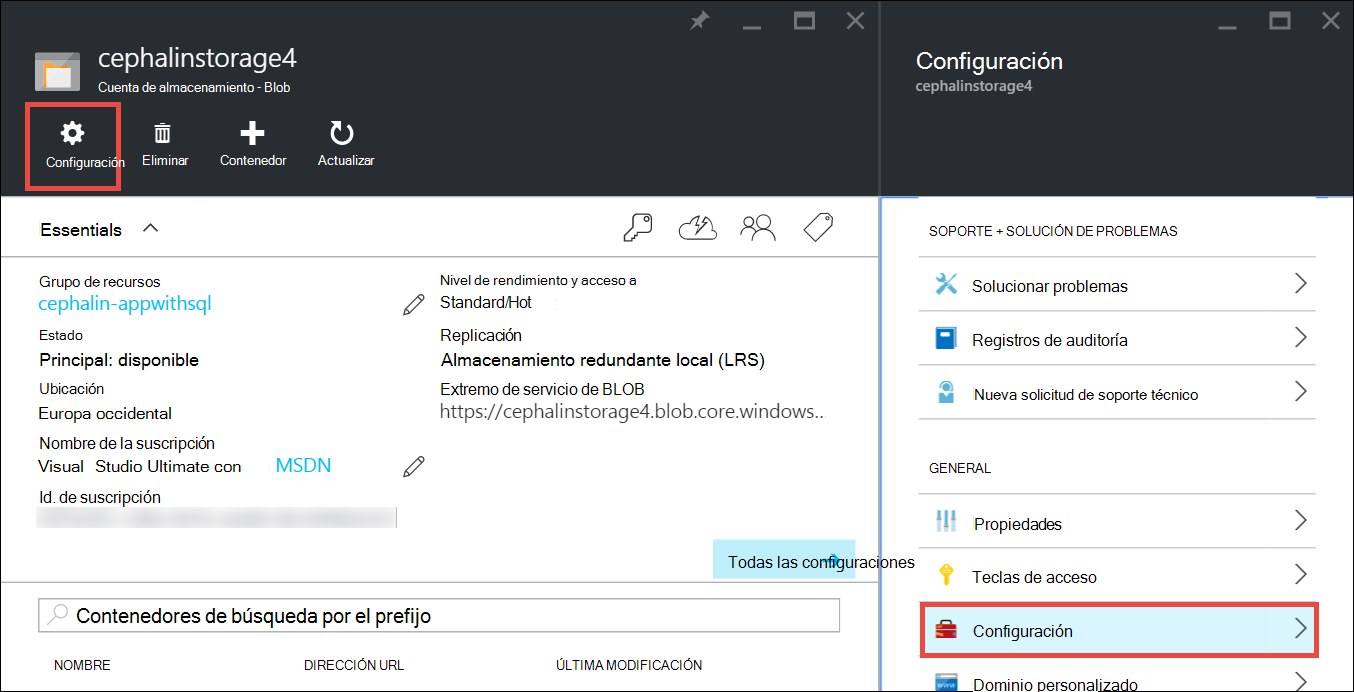 cephalinstorage4
Cuenta de almacenamiento - Blob
Configuración
Eliminar
Contenedor
Actualizar
Essentials
Grupo de recursos
cephalin-appwithsql
Estado
Principal: disponible
Ubicación
Europa occidental
Nombre de la suscripción
Visual Studio Ultimate con MSDN
Id. de suscripción
Nivel de rendimiento y acceso a
Standard/Hot
Replicación
Almacenamiento redundante local (LRS)
Extremo de servicio de BLOB
https://cephalinstorage4.blob.core.windows..
Todas las configuraciones
Contenedores de búsqueda por el prefijo
NOMBRE
DIRECCIÓN URL
ÚLTIMA MODIFICACIÓN
Configuración
cephalinstorage4
SOPORTE + SOLUCIÓN DE PROBLEMAS
Solucionar problemas
Registros de auditoría
Nueva solicitud de soporte técnico
GENERAL
Propiedades
Teclas de acceso
Configuración
Dominio personalizado